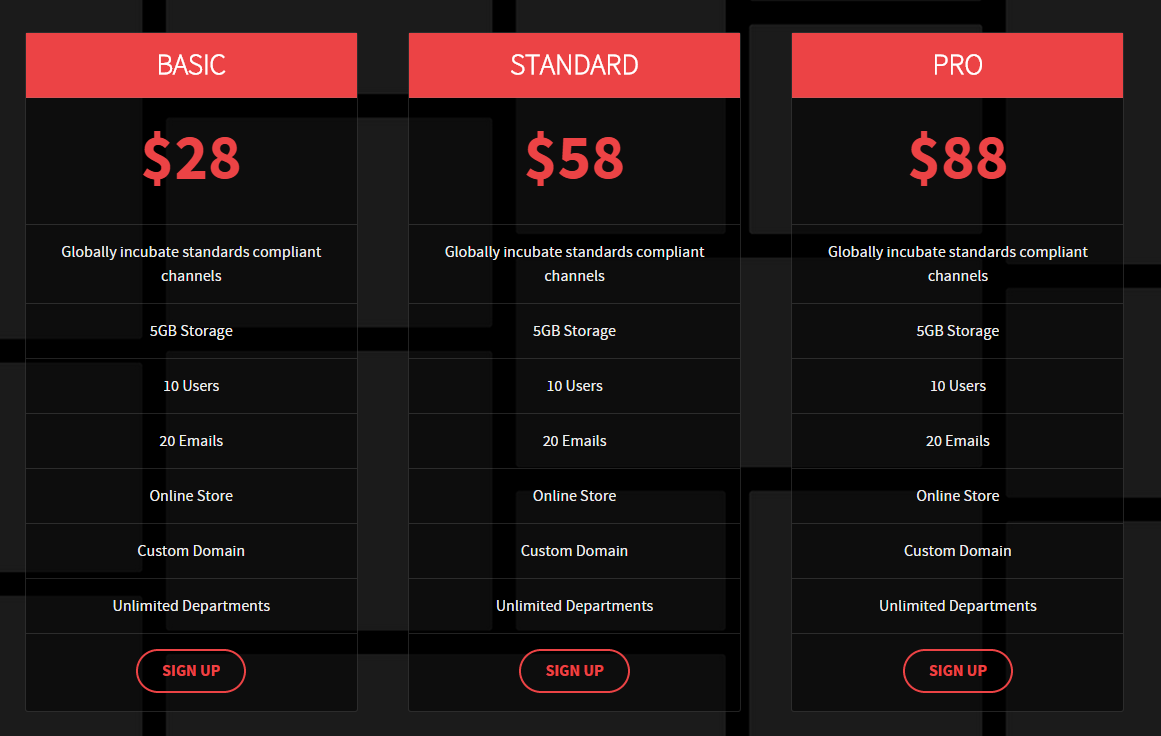 BASIC
$28
Globally incubate standards compliant
channels
5GB Storage
10 Users
20 Emails
Online Store
Custom Domain
Unlimited Departments
SIGN UP
STANDARD
$58
Globally incubate standards compliant
channels
5GB Storage
10 Users
20 Emails
Online Store
Custom Domain
Unlimited Departments
SIGN UP
PRO
$88
Globally incubate standards compliant
channels
5GB Storage
10 Users
20 Emails
Online Store
Custom Domain
Unlimited Departments
SIGN UP